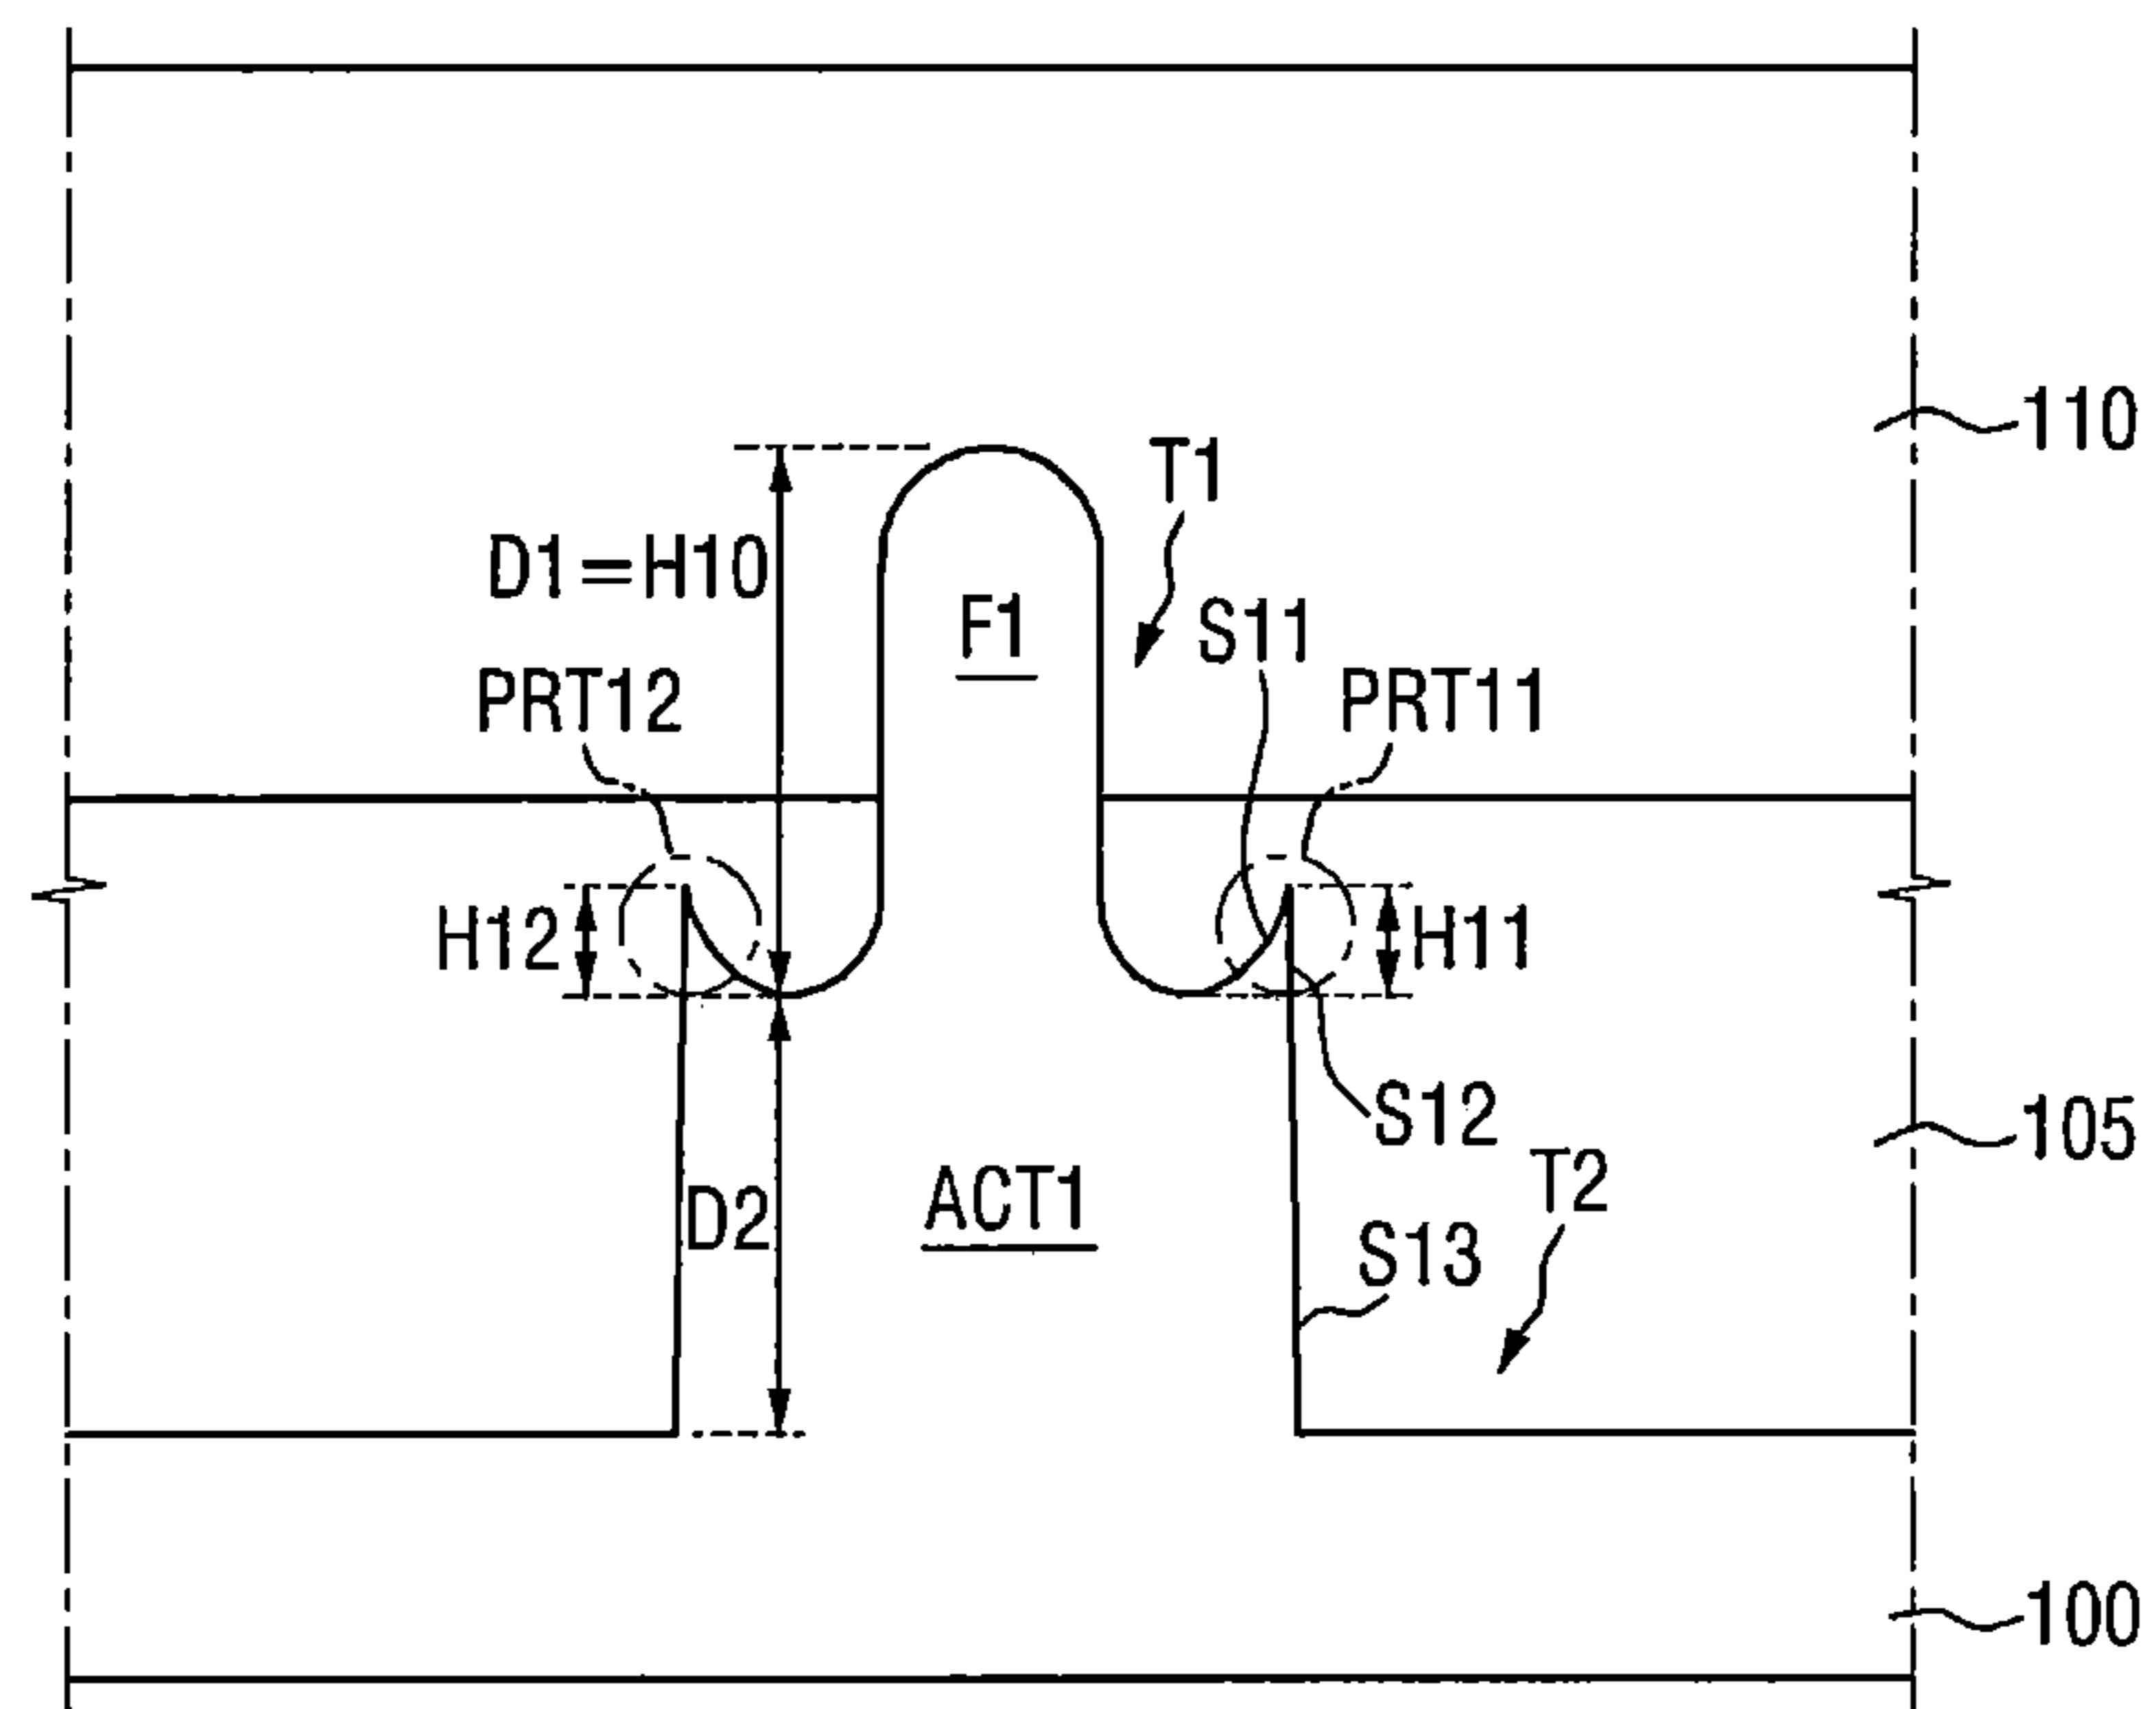 110
T1
D1=H10
F1
S11
PRT12
PRT11
H12
H11
S12
105
T2
ACT1
D2
S13
100